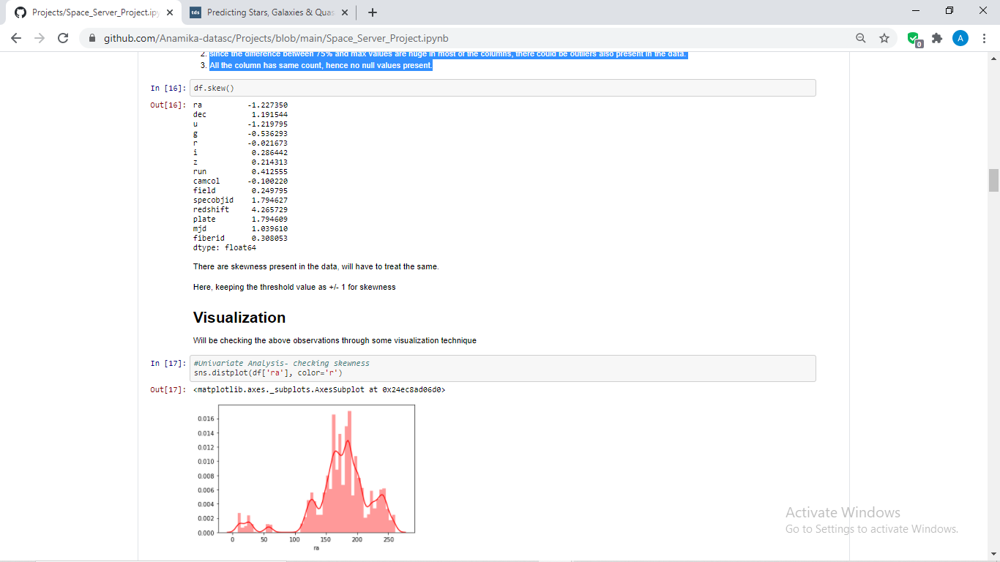 Projects/Space_Server_Project.ipy
tds Predicting Stars, Galaxies & Quas
github.com/Anamika-datasc/Projects/blob/main/Space_Server_Project.ipynb
0
A
2. since the difference between 75% and max values are huge in most of the columns, there could be outliers also present in the data.
3. All the column has same count, hence no null values present.
In [16]: df.skew()
Out[16]: ra -1.227350
dec 1.191544
u -1.219795
g -0.536293
r -0.021673
i 0.286442
z 0.214313
run 0.412555
camcol -0.100220
field 0.249795
specobjid 1.794627
redshift 4.265729
plate 1.794609
mjd 1.039610
fiberid 0.308053
dtype: float64
There are skewness present in the data, will have to treat the same.
Here, keeping the threshold value as +/- 1 for skewness
Visualization
Will be checking the above observations through some visualization technique
In [17]: #Univariate Analysis- checking skewness
sns.distplot(df['ra'], color='r')
Out[17]: <matplotlib.axes._subplots.AxesSubplot at 0x24ec8ad06d0>
0.016
0.014
0.012
0.010
0.008
0.006
0.004
0.002
0.000
0 50 100 150 200 250
ra
Activate Windows
Go to Settings to activate Windows.